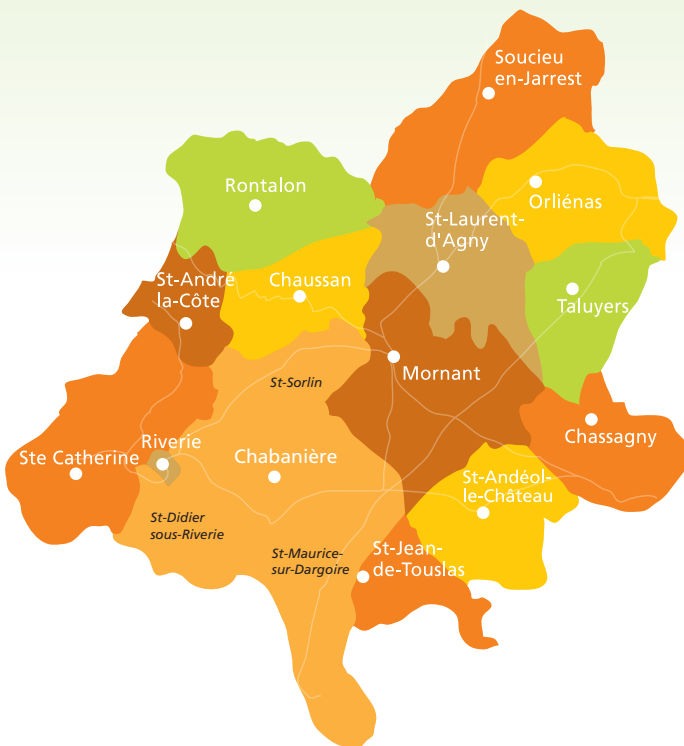 Soucieu
en-Jarrest
Rontalon
Orliénas
St-Laurent-
d'Agny
St-André
la-Côte
Chaussan
Taluyers
St-Sorlin
Mornant
Ste Catherine
Riverie
Chabanière
Chassagny
St-Andéol-
le-Château
St-Didier
sous-Riverie
St-Maurice-
sur-Dargoire
St-Jean-
de-Touslas